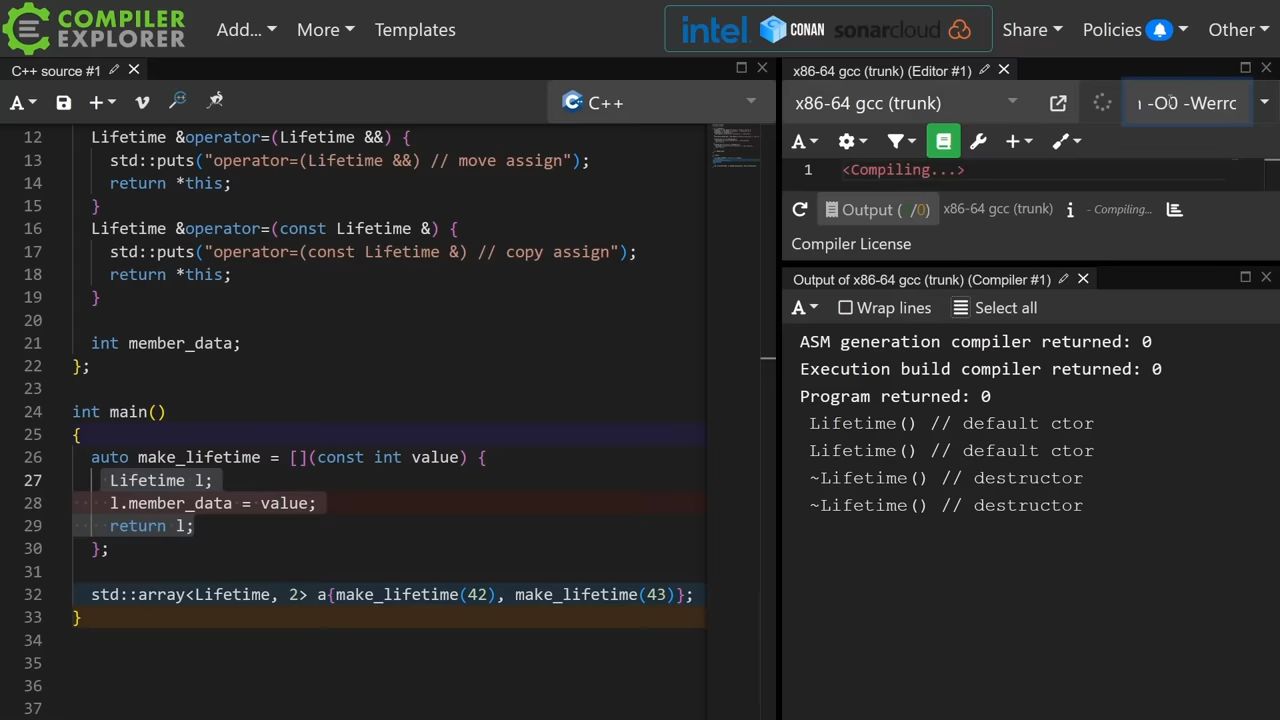 COMPILER
EXPLORER
Add... More Templates
intel CONAN sonarcloud
Share Policies Other
C++ source #1
A C++
12 Lifetime &operator=(Lifetime &&) {
13 std::puts("operator=(Lifetime &&) // move assign");
14 return *this;
15 }
16 Lifetime &operator=(const Lifetime &) {
17 std::puts("operator=(const Lifetime &) // copy assign");
18 return *this;
19 }
20
21 int member_data;
22 };
23
24 int main()
25 {
26 auto make_lifetime = [](const int value) {
27 Lifetime l;
28 l.member_data = value;
29 return l;
30 };
31
32 std::array<Lifetime, 2> a{make_lifetime(42), make_lifetime(43)};
33 }
34
35
36
37
x86-64 gcc (trunk) (Editor #1)
x86-64 gcc (trunk) -O0 -Werrc
A
1 <Compiling...>
Output ( /0) x86-64 gcc (trunk) i - Compiling...
Compiler License
Output of x86-64 gcc (trunk) (Compiler #1)
A Wrap lines Select all
ASM generation compiler returned: 0
Execution build compiler returned: 0
Program returned: 0
Lifetime() // default ctor
Lifetime() // default ctor
~Lifetime() // destructor
~Lifetime() // destructor